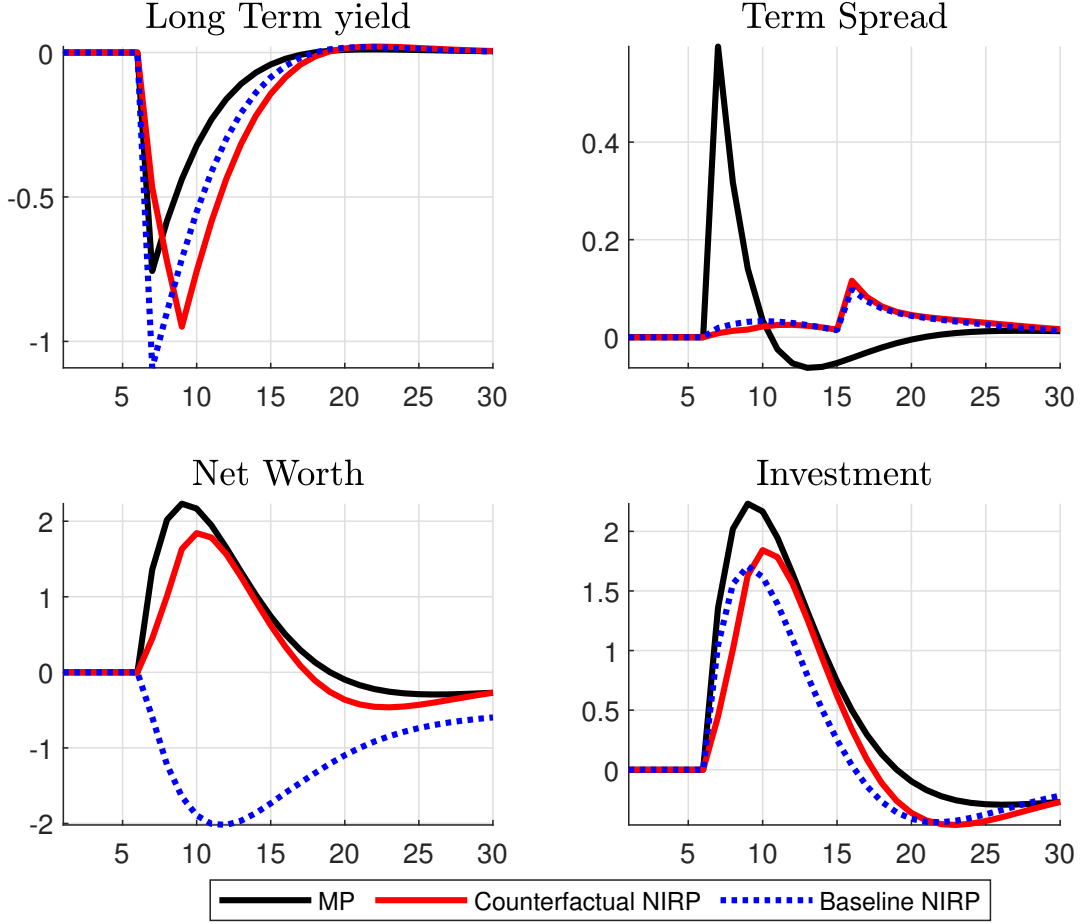 Long Term yield
0
-0.5
-1
5 10 15 20 25 30
Term Spread
0.4
0.2
0
5 10 15 20 25 30
Net Worth
2
1
0
-1
-2
5 10 15 20 25 30
Investment
2
1.5
1
0.5
0
5 10 15 20 25 30
MP Counterfactual NIRP Baseline NIRP